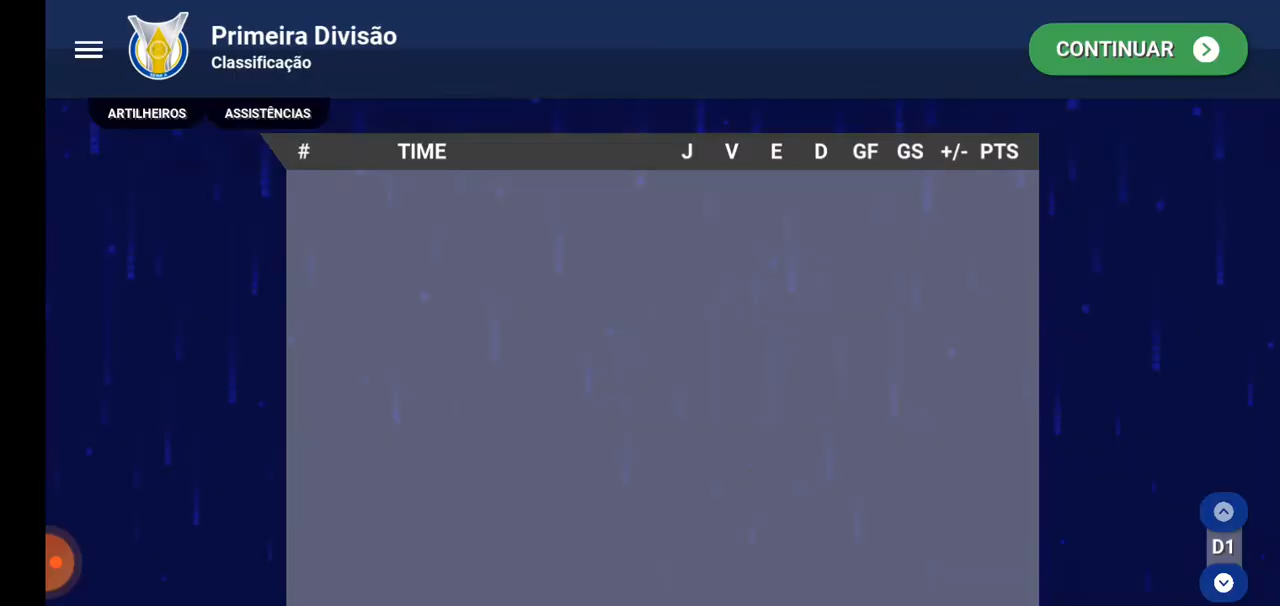 Primeira Divisão
Classificação
CONTINUAR
ARTILHEIROS ASSISTÊNCIAS
# TIME J V E D GF GS +/- PTS
D1